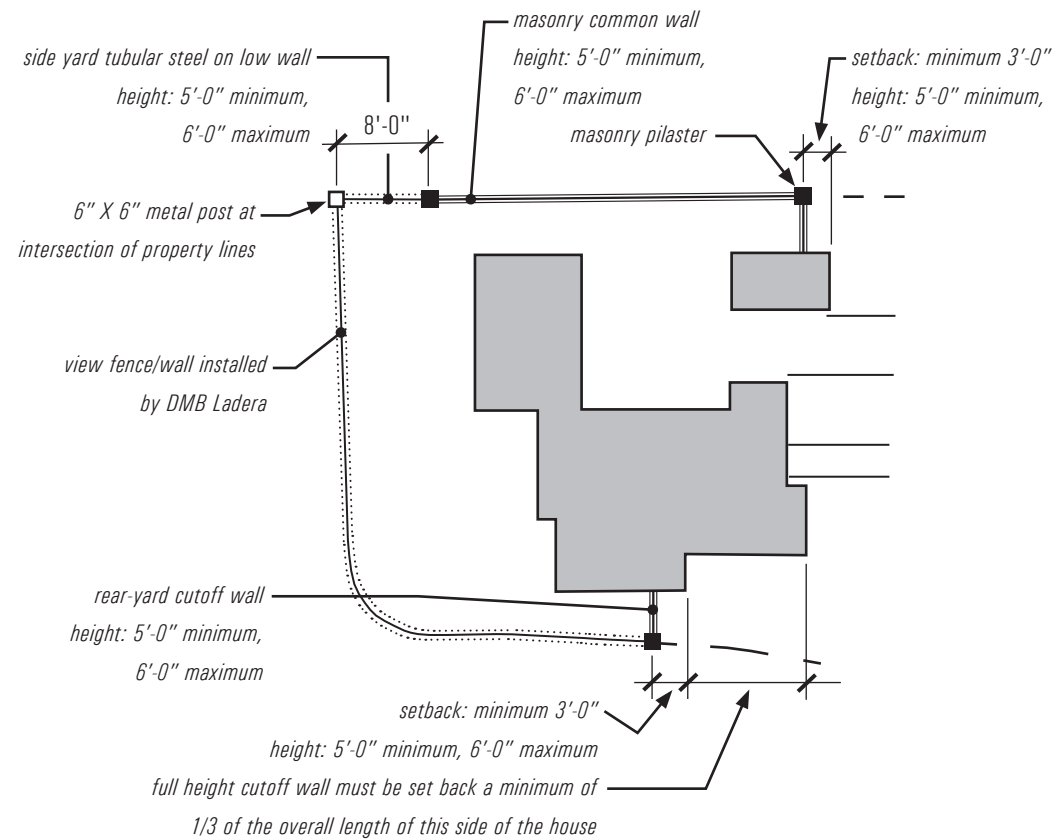 masonry common wall
height: 5'-0" minimum,
6'-0" maximum
side yard tubular steel on low wall
height: 5'-0" minimum,
6'-0" maximum
8'-0"
setback: minimum 3'-0"
height: 5'-0" minimum,
6'-0" maximum
masonry pilaster
6" X 6" metal post at
intersection of property lines
view fence/wall installed
by DMB Ladera
rear-yard cutoff wall
height: 5'-0" minimum,
6'-0" maximum
setback: minimum 3'-0"
height: 5'-0" minimum, 6'-0" maximum
full height cutoff wall must be set back a minimum of
1/3 of the overall length of this side of the house